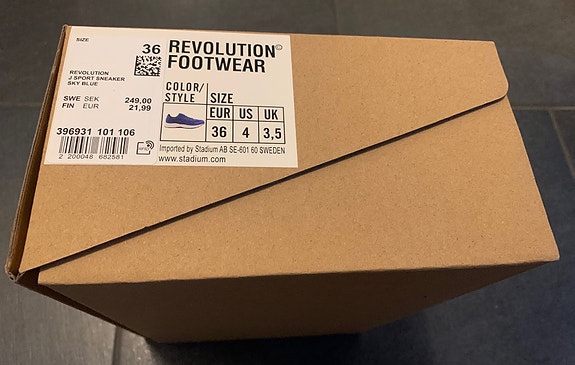 SIZE
36
REVOLUTION
J SPORT SNEAKER
SKY BLUE
SWE SEK 249,00
FIN EUR 21,99
396931 101 106
2 200048 682581
REVOLUTION©
FOOTWEAR
COLOR/
STYLE
SIZE
EUR US UK
36 4 3,5
Imported by Stadium AB SE-601 60 SWEDEN
www.stadium.com